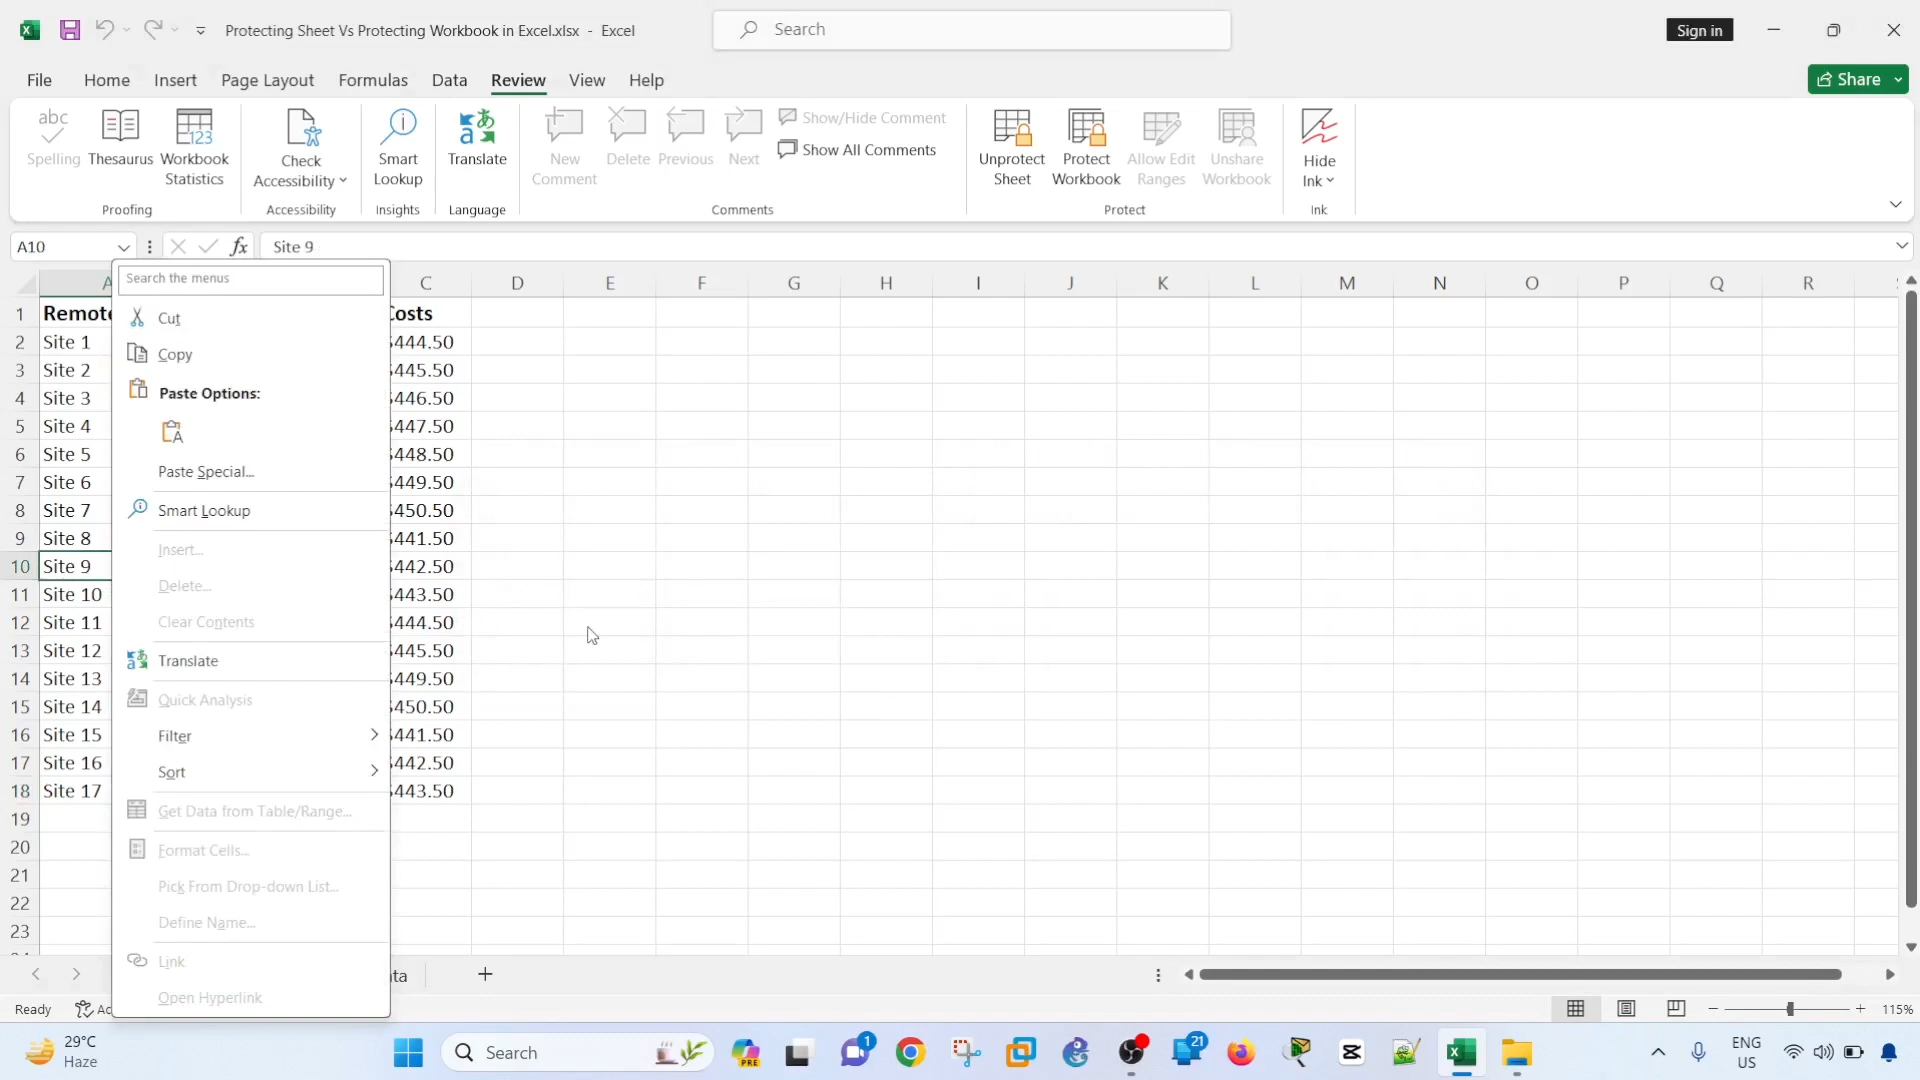 Protecting Sheet Vs Protecting Workbook in Excel.xlsx - Excel
Search
Sign in
File Home Insert Page Layout Formulas Data Review View Help
Share
abc
Spelling
Thesaurus
123
Workbook Statistics
Proofing
Check Accessibility
Accessibility
Smart Lookup
Insights
Translate
Language
New Comment
Delete
Previous
Next
Show/Hide Comment
Show All Comments
Comments
Unprotect Sheet
Protect Workbook
Allow Edit Ranges
Unshare Workbook
Protect
Hide Ink
Ink
A10
fx
Site 9
Search the menus
Cut
Copy
Paste Options:
Paste Special...
Smart Lookup
Insert...
Delete...
Clear Contents
Translate
Quick Analysis
Filter
Sort
Get Data from Table/Range...
Format Cells...
Pick From Drop-down List...
Define Name...
Link
Open Hyperlink
C D E F G H I J K L M N O P Q R
1 Remote Costs
2 Site 1 $444.50
3 Site 2 $445.50
4 Site 3 $446.50
5 Site 4 $447.50
6 Site 5 $448.50
7 Site 6 $449.50
8 Site 7 $450.50
9 Site 8 $441.50
10 Site 9 $442.50
11 Site 10 $443.50
12 Site 11 $444.50
13 Site 12 $445.50
14 Site 13 $449.50
15 Site 14 $450.50
16 Site 15 $441.50
17 Site 16 $442.50
18 Site 17 $443.50
19
20
21
22
23
Ready
115%
29°C
Haze
Search
PRE
1
21
ENG
US